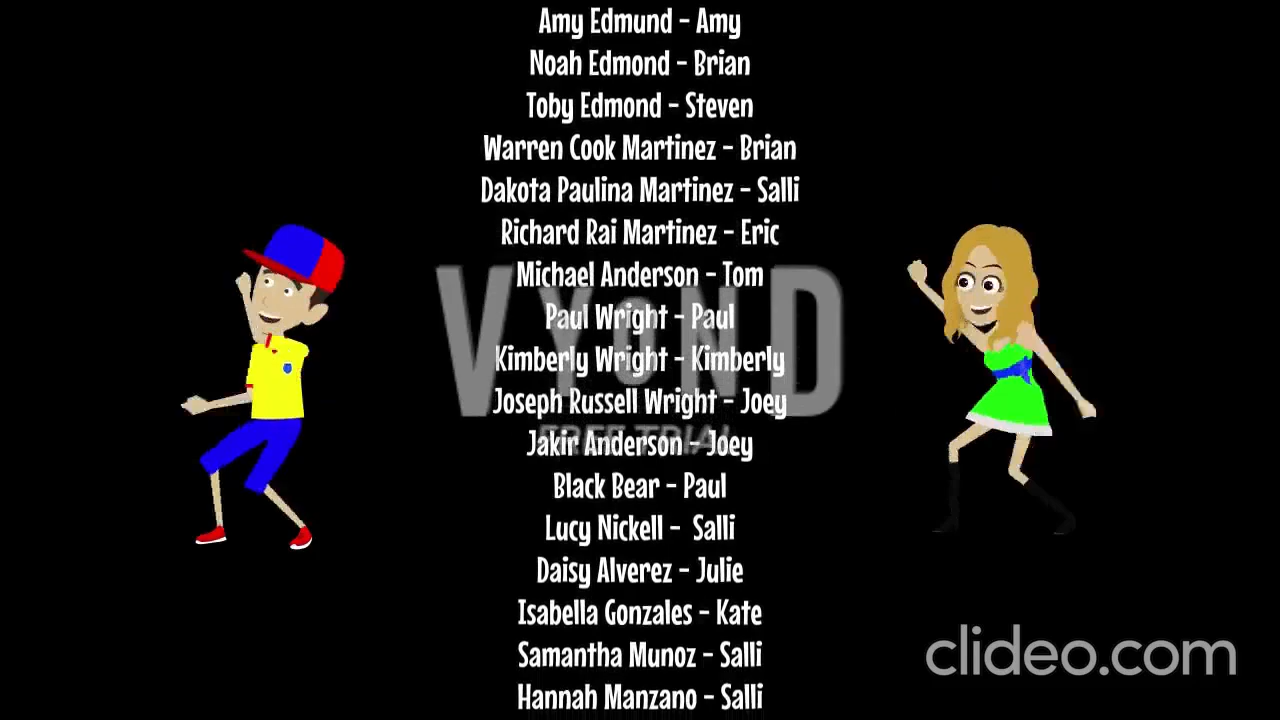 Amy Edmund - Amy
Noah Edmond - Brian
Toby Edmond - Steven
Warren Cook Martinez - Brian
Dakota Paulina Martinez - Salli
Richard Rai Martinez - Eric
Michael Anderson - Tom
Paul Wright - Paul
Kimberly Wright - Kimberly
Joseph Russell Wright - Joey
Jakir Anderson - Joey
Black Bear - Paul
Lucy Nickell - Salli
Daisy Alverez - Julie
Isabella Gonzales - Kate
Samantha Munoz - Salli
Hannah Manzano - Salli
VYOND
FREE TRIAL
clideo.com